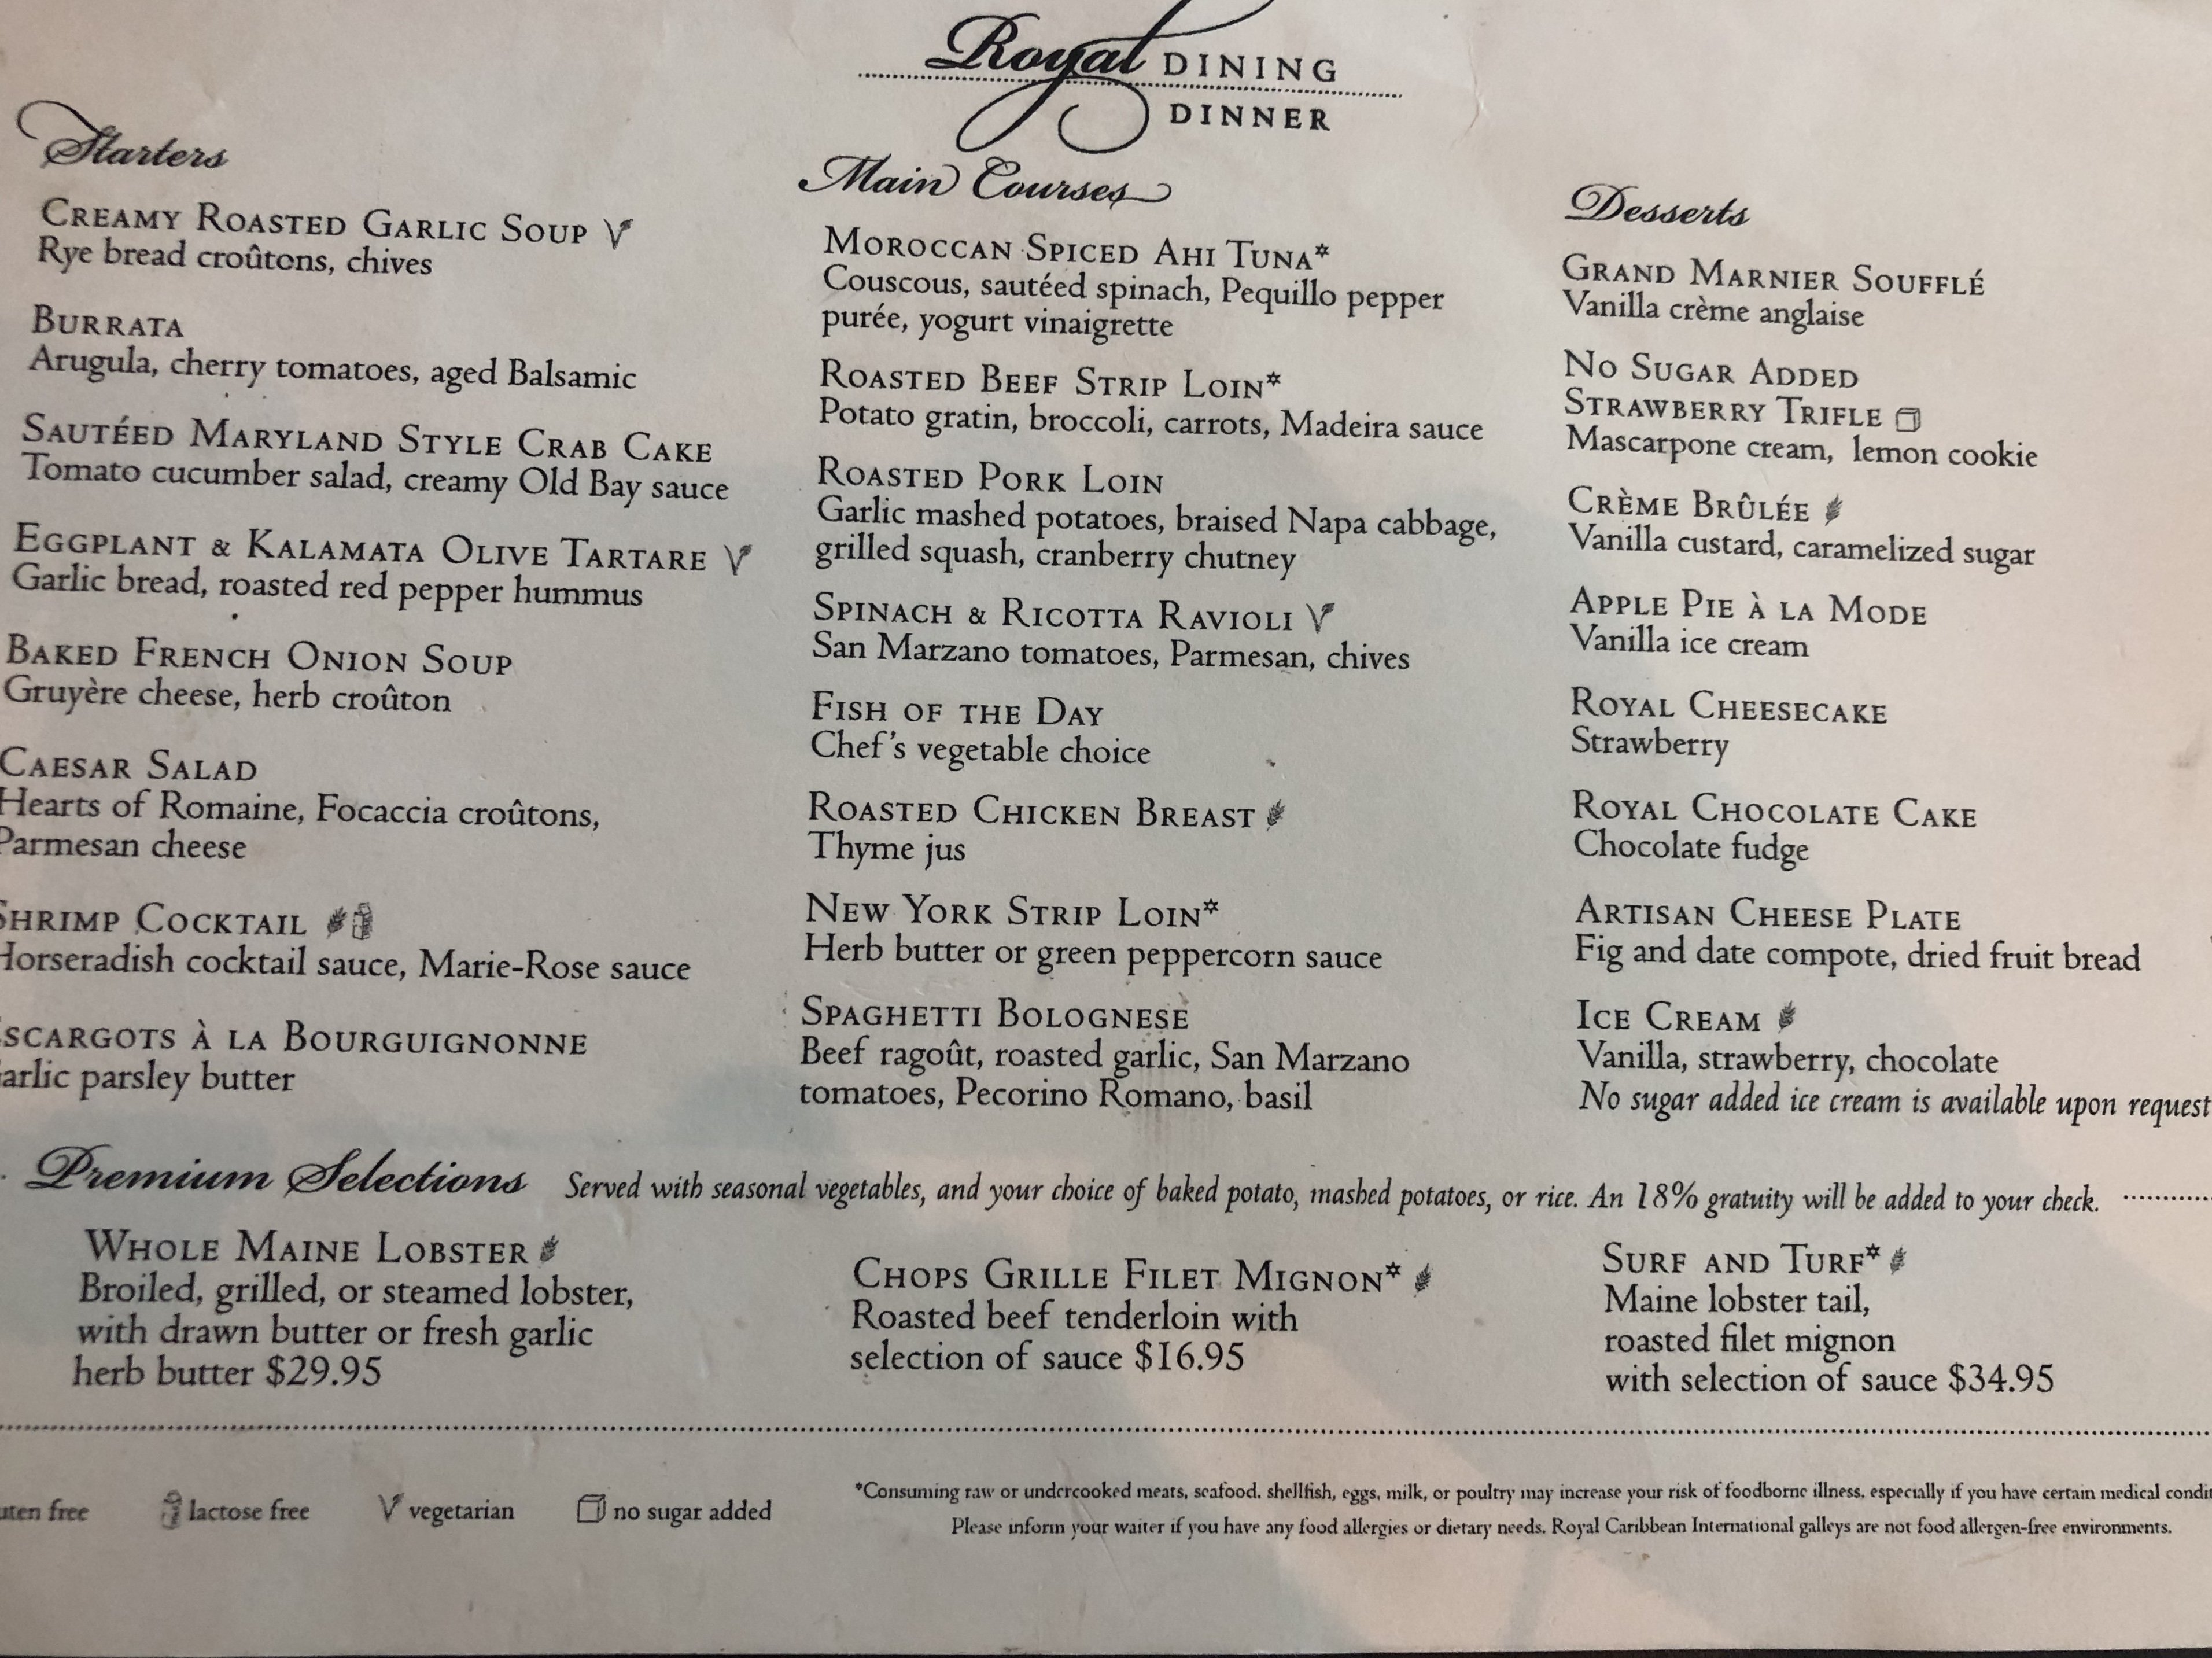 Royal DINING
DINNER
Starters
CREAMY ROASTED GARLIC SOUP
Rye bread croûtons, chives
BURRATA
Arugula, cherry tomatoes, aged Balsamic
SAUTÉED MARYLAND STYLE CRAB CAKE
Tomato cucumber salad, creamy Old Bay sauce
EGGPLANT & KALAMATA OLIVE TARTARE
Garlic bread, roasted red pepper hummus
BAKED FRENCH ONION SOUP
Gruyère cheese, herb croûton
CAESAR SALAD
Hearts of Romaine, Focaccia croûtons,
Parmesan cheese
SHRIMP COCKTAIL
Horseradish cocktail sauce, Marie-Rose sauce
SCARGOTS À LA BOURGUIGNONNE
arlic parsley butter
Main Courses
MOROCCAN SPICED AHI TUNA*
Couscous, sautéed spinach, Pequillo pepper
purée, yogurt vinaigrette
ROASTED BEEF STRIP LOIN*
Potato gratin, broccoli, carrots, Madeira sauce
ROASTED PORK LOIN
Garlic mashed potatoes, braised Napa cabbage,
grilled squash, cranberry chutney
SPINACH & RICOTTA RAVIOLI
San Marzano tomatoes, Parmesan, chives
FISH OF THE DAY
Chef's vegetable choice
ROASTED CHICKEN BREAST
Thyme jus
NEW YORK STRIP LOIN*
Herb butter or green peppercorn sauce
SPAGHETTI BOLOGNESE
Beef ragoût, roasted garlic, San Marzano
tomatoes, Pecorino Romano, basil
Desserts
GRAND MARNIER SOUFFLÉ
Vanilla crème anglaise
NO SUGAR ADDED
STRAWBERRY TRIFLE
Mascarpone cream, lemon cookie
CRÈME BRÛLÉE
Vanilla custard, caramelized sugar
APPLE PIE À LA MODE
Vanilla ice cream
ROYAL CHEESECAKE
Strawberry
ROYAL CHOCOLATE CAKE
Chocolate fudge
ARTISAN CHEESE PLATE
Fig and date compote, dried fruit bread
ICE CREAM
Vanilla, strawberry, chocolate
No sugar added ice cream is available upon request
Premium Selections Served with seasonal vegetables, and your choice of baked potato, mashed potatoes, or rice. An 18% gratuity will be added to your check.
WHOLE MAINE LOBSTER
Broiled, grilled, or steamed lobster,
with drawn butter or fresh garlic
herb butter $29.95
CHOPS GRILLE FILET MIGNON*
Roasted beef tenderloin with
selection of sauce $16.95
SURF AND TURF*
Maine lobster tail,
roasted filet mignon
with selection of sauce $34.95
uten free lactose free vegetarian no sugar added
*Consuming raw or undercooked meats, seafood, shellfish, eggs, milk, or poultry may increase your risk of foodborne illness, especially if you have certain medical condi
Please inform your waiter if you have any food allergies or dietary needs. Royal Caribbean International galleys are not food allergen-free environments.